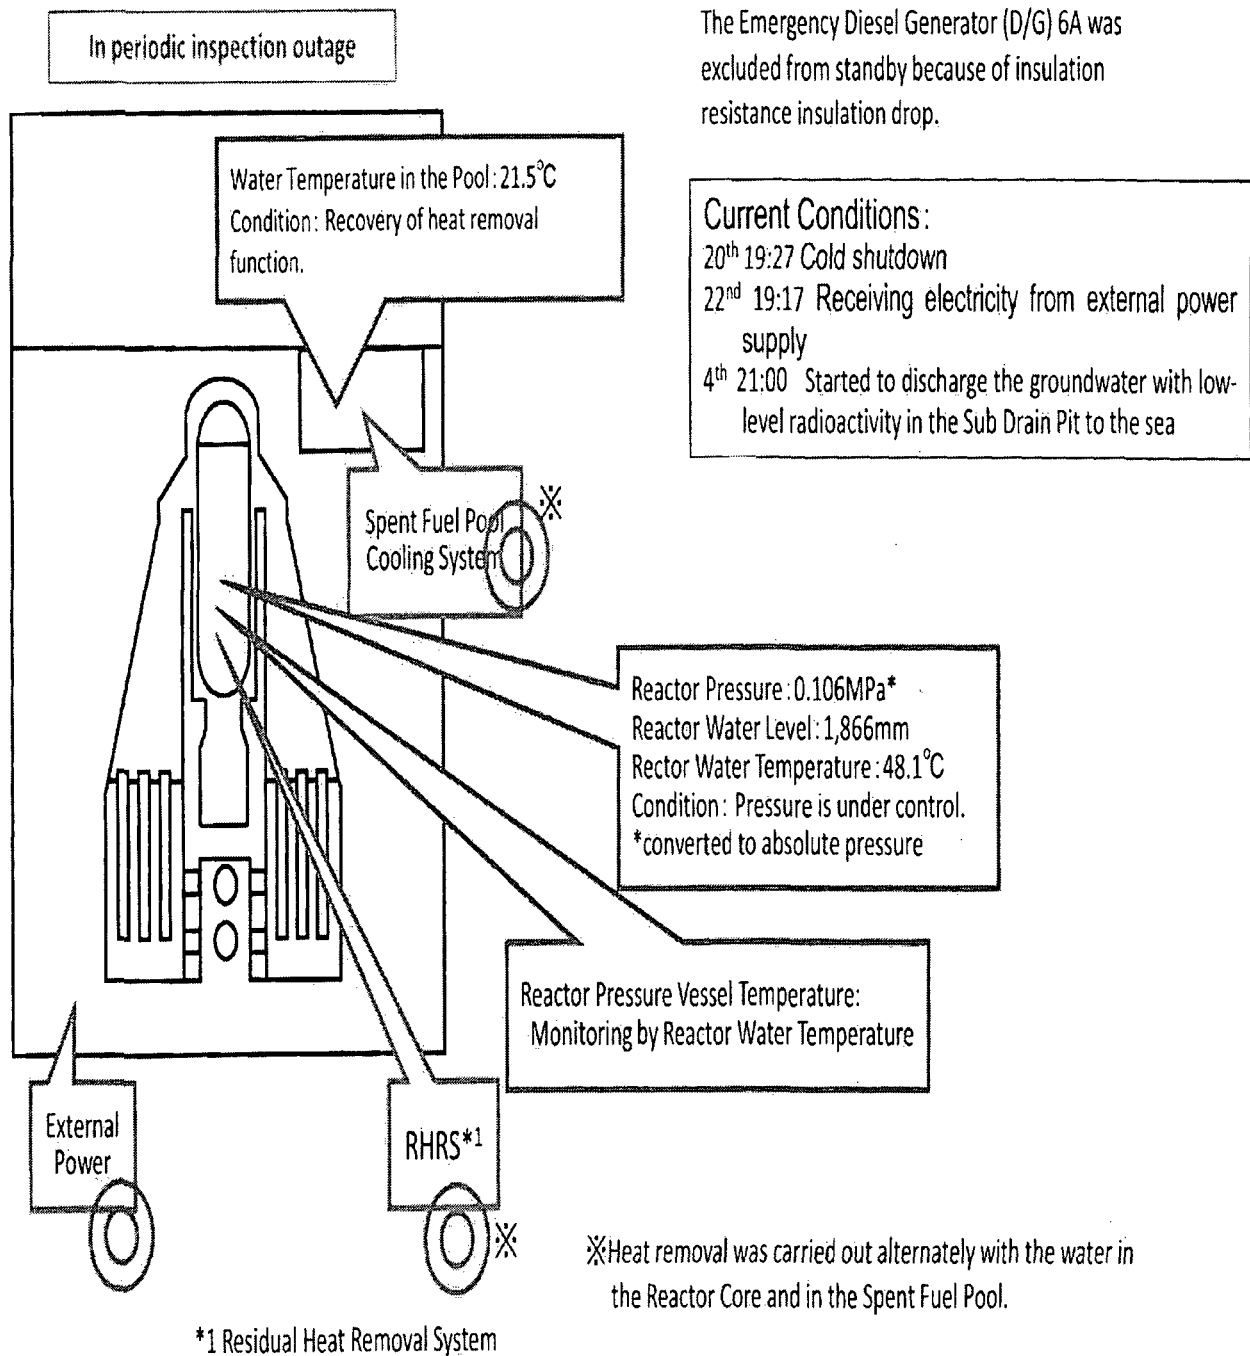 In periodic inspection outage
The Emergency Diesel Generator (D/G) 6A was
excluded from standby because of insulation
resistance insulation drop.
Water Temperature in the Pool: 21.5°C
Condition: Recovery of heat removal
function.
Current Conditions:
20th 19:27 Cold shutdown
22nd 19:17 Receiving electricity from external power
supply
4th 21:00 Started to discharge the groundwater with low-
level radioactivity in the Sub Drain Pit to the sea
Spent Fuel Pool
Cooling System
※
Reactor Pressure: 0.106MPa*
Reactor Water Level: 1,866mm
Rector Water Temperature: 48.1°C
Condition: Pressure is under control.
*converted to absolute pressure
Reactor Pressure Vessel Temperature:
Monitoring by Reactor Water Temperature
External
Power
RHRS*1
※
※Heat removal was carried out alternately with the water in
the Reactor Core and in the Spent Fuel Pool.
*1 Residual Heat Removal System